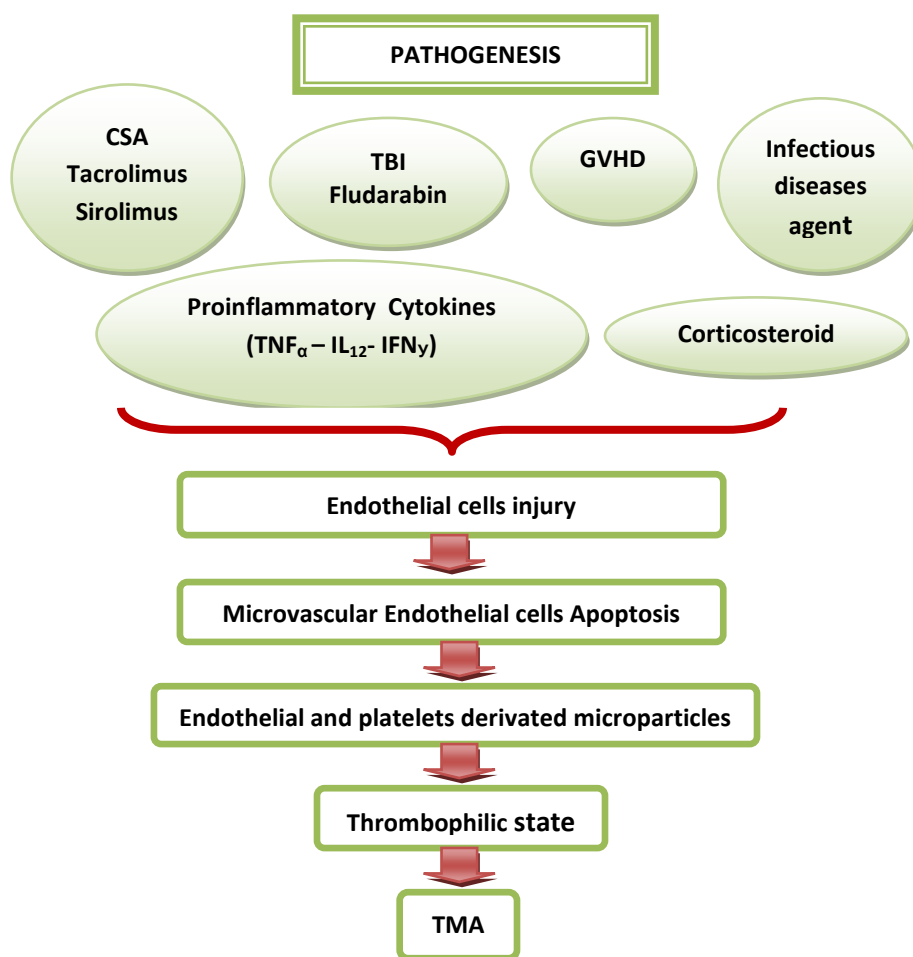 PATHOGENESIS
CSA
Tacrolimus
Sirolimus
TBI
Fludarabin
GVHD
Infectious
diseases
agent
Proinflammatory Cytokines
(TNFα – IL12- IFNγ)
Corticosteroid
Endothelial cells injury
Microvascular Endothelial cells Apoptosis
Endothelial and platelets derivated microparticles
Thrombophilic state
TMA